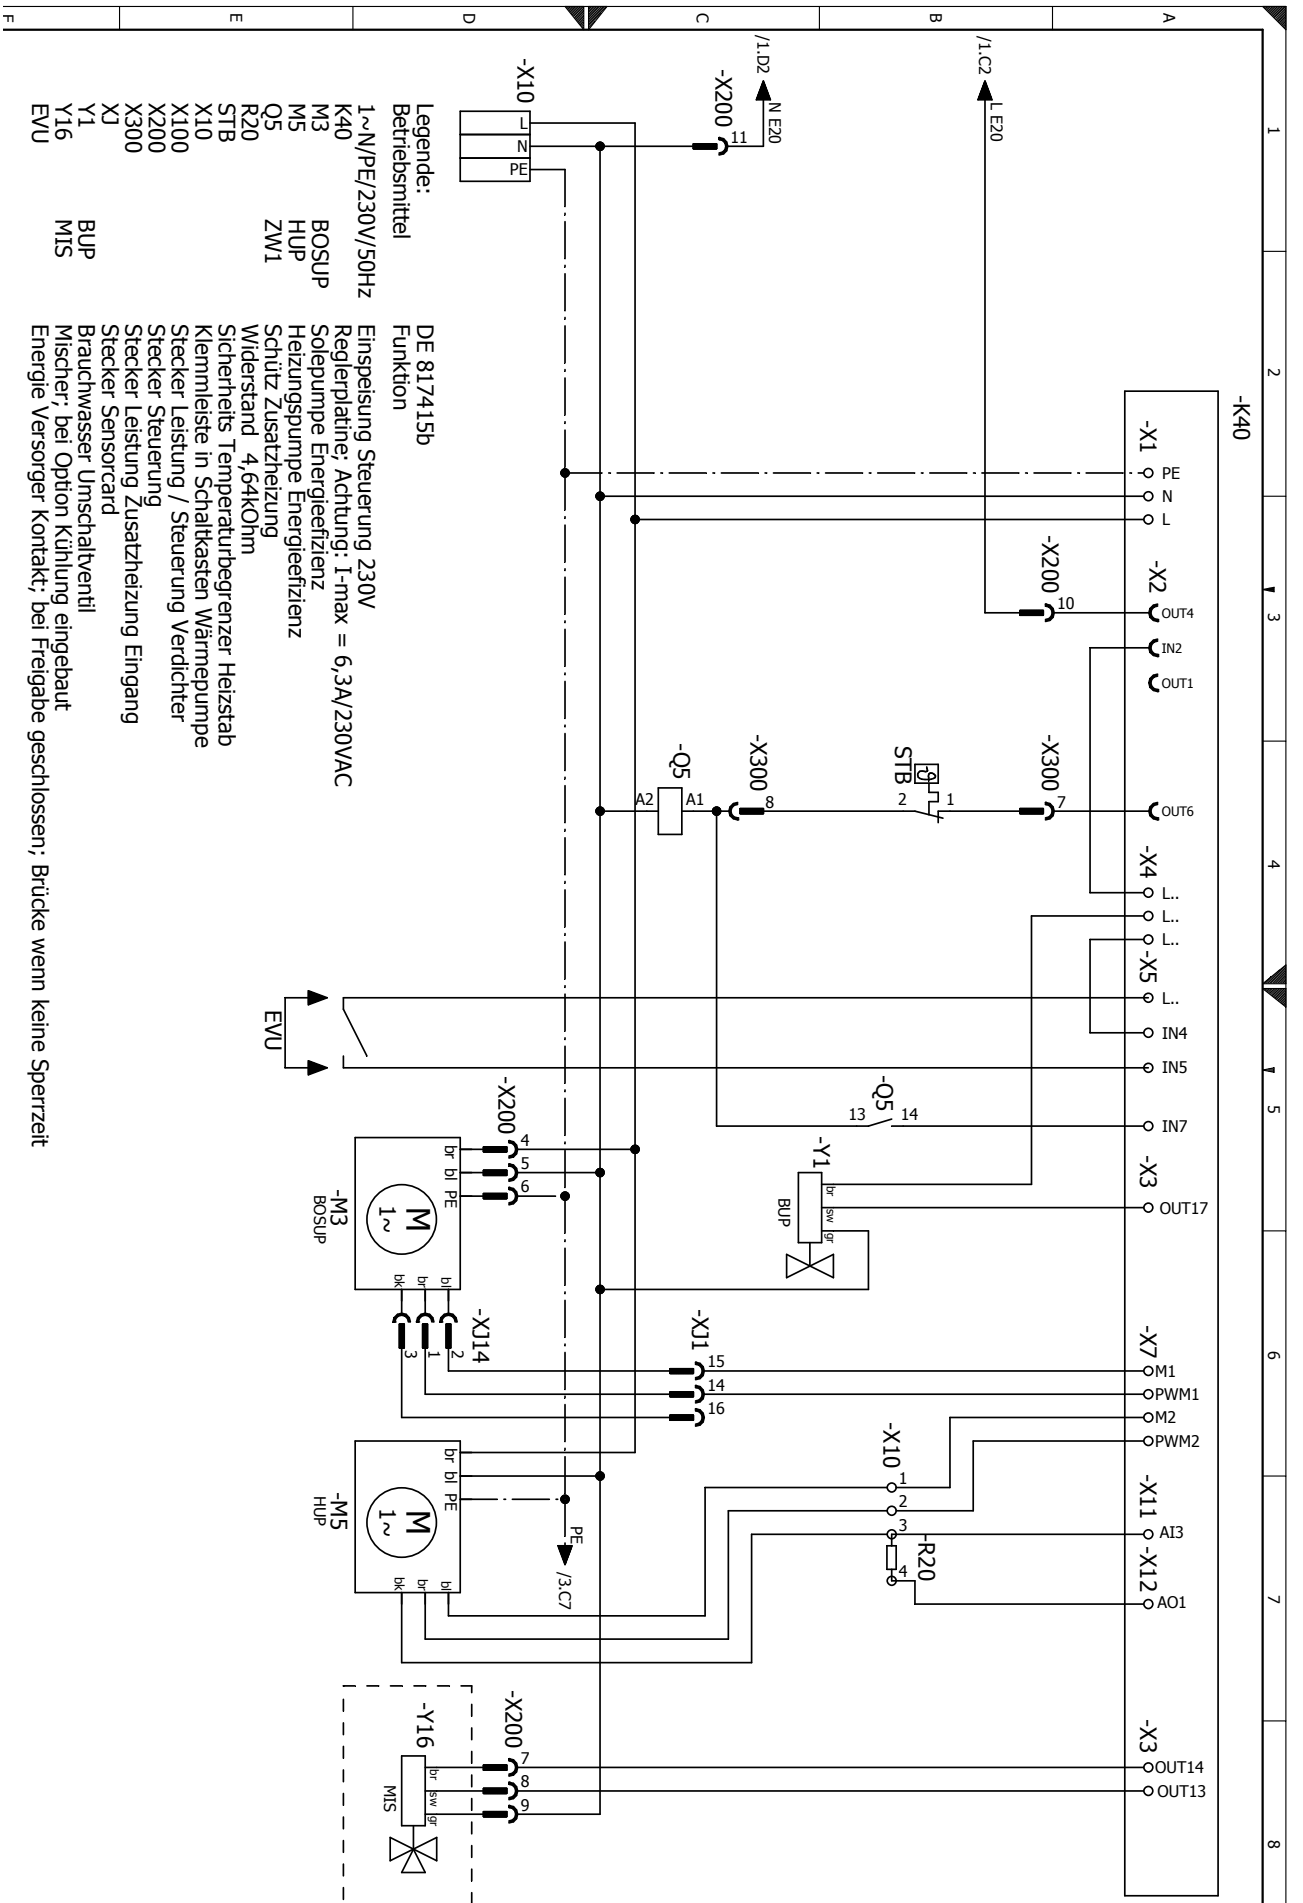 1
2
3
4
5
6
7
8
A
B
C
D
E
F
-K40
-X1
PE
N
L
-X2
OUT4
IN2
OUT1
OUT6
-X4
L..
L..
L..
-X5
L..
IN4
IN5
IN7
-X3
OUT17
-X7
M1
PWM1
M2
PWM2
-X11
AI3
-X12
AO1
-X3
OUT14
OUT13
/1.C2
L E20
-X200
10
/1.D2
N E20
-X200
11
-X300
7
STB
1
2
-X300
8
-Q5
A1
A2
-Q5
13
14
-Y1
BUP
br
sw
gr
-X10
1
2
3
4
-R20
-XJ1
15
14
16
-X10
L
N
PE
EVU
-X200
4
5
6
br
bl
PE
M
1~
-M3
BOSUP
bl
br
bk
-XJ14
2
1
3
br
bl
PE
M
1~
-M5
HUP
bl
br
bk
PE
/3.C7
-X200
7
8
9
-Y16
MIS
br
sw
gr
Legende: DE 817415b
Betriebsmittel Funktion
1~N/PE/230V/50Hz Einspeisung Steuerung 230V
K40 Reglerplatine; Achtung: I-max = 6,3A/230VAC
M3 BOSUP Solepumpe Energieefizienz
M5 HUP Heizungspumpe Energieefizienz
Q5 ZW1 Schütz Zusatzheizung
R20 Widerstand 4,64kOhm
STB Sicherheits Temperaturbegrenzer Heizstab
X10 Klemmleiste in Schaltkasten Wärmepumpe
X100 Stecker Leistung / Steuerung Verdichter
X200 Stecker Steuerung
X300 Stecker Leistung Zusatzheizung Eingang
XJ Stecker Sensorcard
Y1 BUP Brauchwasser Umschaltventil
Y16 MIS Mischer; bei Option Kühlung eingebaut
EVU Energie Versorger Kontakt; bei Freigabe geschlossen; Brücke wenn keine Sperrzeit